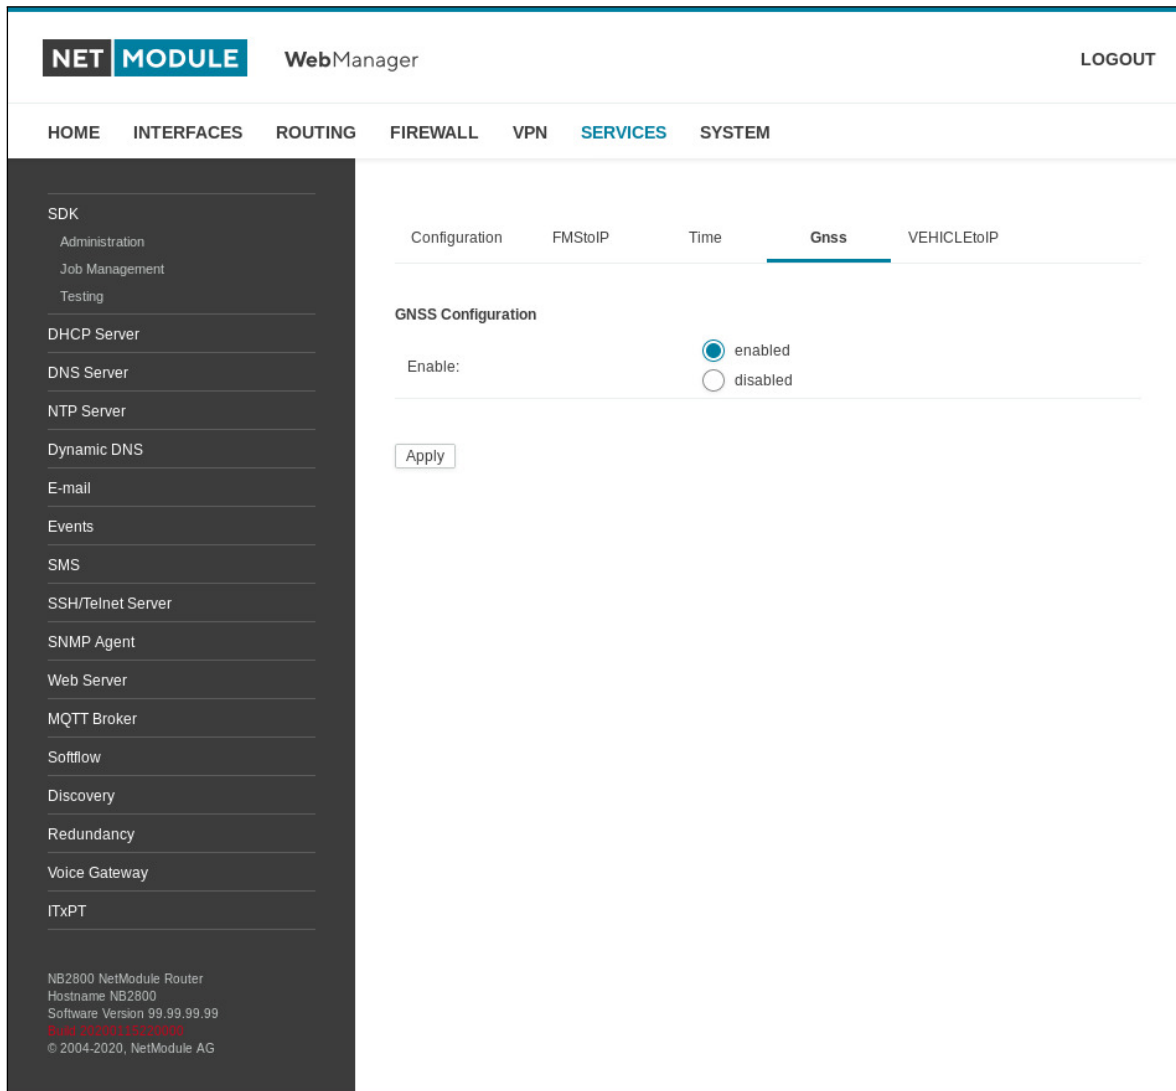 NET MODULE WebManager LOGOUT
HOME INTERFACES ROUTING FIREWALL VPN SERVICES SYSTEM
SDK
Administration
Job Management
Testing
DHCP Server
DNS Server
NTP Server
Dynamic DNS
E-mail
Events
SMS
SSH/Telnet Server
SNMP Agent
Web Server
MQTT Broker
Softflow
Discovery
Redundancy
Voice Gateway
ITxPT
NB2800 NetModule Router
Hostname NB2800
Software Version 99.99.99.99
Build
© 2004-2020, NetModule AG
Configuration FMStoIP Time Gnss VEHICLEtoIP
GNSS Configuration
Enable:
enabled
disabled
Apply